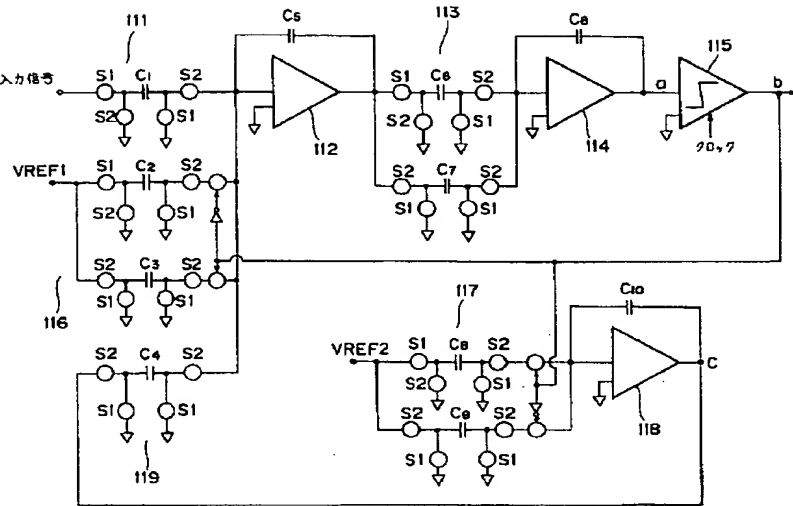 111
C5
113
C8
115
入力信号
S1
C1
S2
S1
C6
S2
a
b
S2
S1
112
S2
S1
114
クロック
VREF1
S1
C2
S2
S2
C7
S2
S2
S1
S1
S1
S2
C3
S2
116
S1
S1
117
C10
S2
C4
S2
VREF2
S1
C8
S2
C
S1
S1
S2
S1
118
119
S2
C9
S2
S1
S1